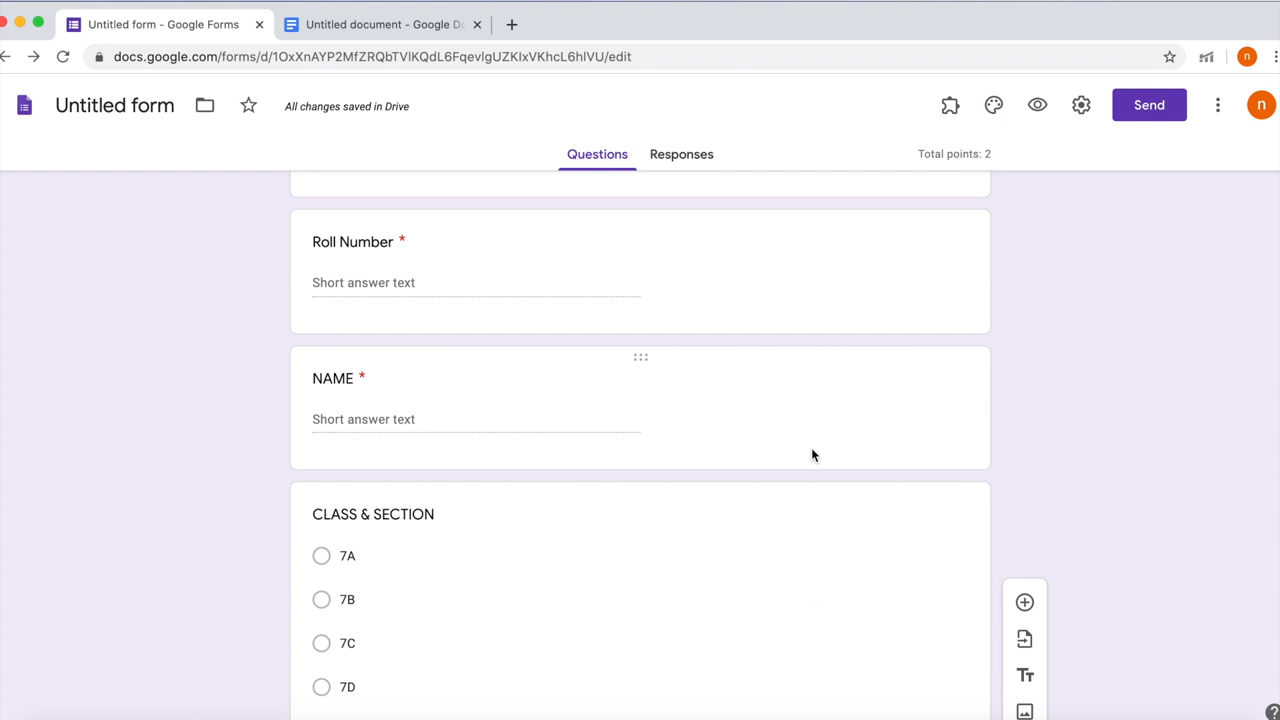 Untitled form - Google Forms
Untitled document - Google Do
docs.google.com/forms/d/1OxXnAYP2MfZRQbTVlKQdL6FqevlgUZKIxVKhcL6hlVU/edit
n
Untitled form
All changes saved in Drive
Send
n
Questions
Responses
Total points: 2
Roll Number *
Short answer text
NAME *
Short answer text
CLASS & SECTION
7A
7B
7C
7D
Tт